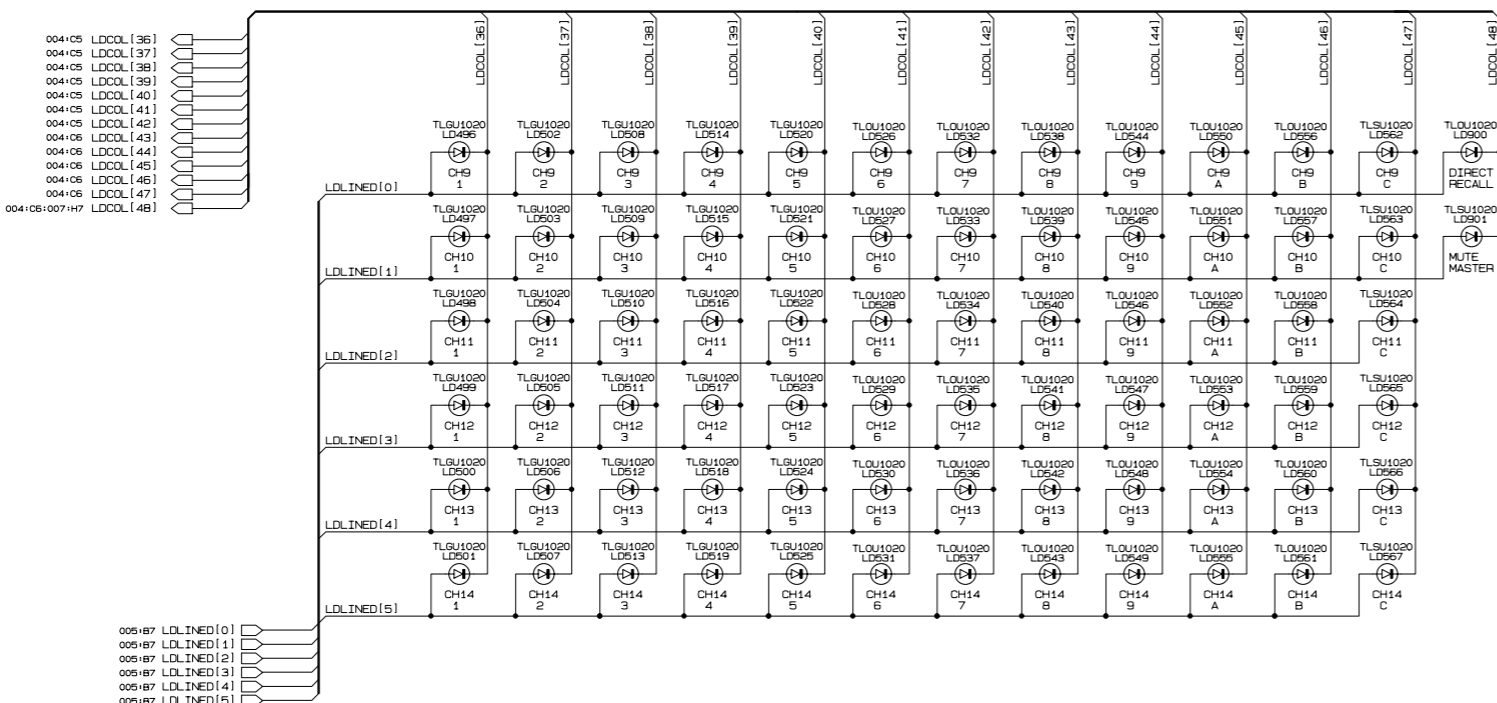 LDCOL[36] LDCOL[37] LDCOL[38] LDCOL[39] LDCOL[40] LDCOL[41] LDCOL[42] LDCOL[43] LDCOL[44] LDCOL[45] LDCOL[46] LDCOL[47] LDCOL[48]
004:C5 LDCOL[36]
004:C5 LDCOL[37]
004:C5 LDCOL[38]
004:C5 LDCOL[39]
004:C5 LDCOL[40]
004:C5 LDCOL[41]
004:C5 LDCOL[42]
004:C6 LDCOL[43]
004:C6 LDCOL[44]
004:C6 LDCOL[45]
004:C6 LDCOL[46]
004:C6 LDCOL[47]
004:C6:007:H7 LDCOL[48]
TLGU1020 TLGU1020 TLGU1020 TLGU1020 TLGU1020 TLOU1020 TLOU1020 TLOU1020 TLOU1020 TLOU1020 TLOU1020 TLSU1020 TLOU1020
LD496 LD502 LD508 LD514 LD520 LD526 LD532 LD538 LD544 LD550 LD556 LD562 LD900
CH9 CH9 CH9 CH9 CH9 CH9 CH9 CH9 CH9 CH9 CH9 CH9 DIRECT
1 2 3 4 5 6 7 8 9 A B C RECALL
LDLINED[0]
TLGU1020 TLGU1020 TLGU1020 TLGU1020 TLGU1020 TLOU1020 TLOU1020 TLOU1020 TLOU1020 TLOU1020 TLOU1020 TLSU1020 TLSU1020
LD497 LD503 LD509 LD515 LD521 LD527 LD533 LD539 LD545 LD551 LD557 LD563 LD901
CH10 CH10 CH10 CH10 CH10 CH10 CH10 CH10 CH10 CH10 CH10 CH10 MUTE
1 2 3 4 5 6 7 8 9 A B C MASTER
LDLINED[1]
TLGU1020 TLGU1020 TLGU1020 TLGU1020 TLGU1020 TLOU1020 TLOU1020 TLOU1020 TLOU1020 TLOU1020 TLOU1020 TLSU1020
LD498 LD504 LD510 LD516 LD522 LD528 LD534 LD540 LD546 LD552 LD558 LD564
CH11 CH11 CH11 CH11 CH11 CH11 CH11 CH11 CH11 CH11 CH11 CH11
1 2 3 4 5 6 7 8 9 A B C
LDLINED[2]
TLGU1020 TLGU1020 TLGU1020 TLGU1020 TLGU1020 TLOU1020 TLOU1020 TLOU1020 TLOU1020 TLOU1020 TLOU1020 TLSU1020
LD499 LD505 LD511 LD517 LD523 LD529 LD535 LD541 LD547 LD553 LD559 LD565
CH12 CH12 CH12 CH12 CH12 CH12 CH12 CH12 CH12 CH12 CH12 CH12
1 2 3 4 5 6 7 8 9 A B C
LDLINED[3]
TLGU1020 TLGU1020 TLGU1020 TLGU1020 TLGU1020 TLOU1020 TLOU1020 TLOU1020 TLOU1020 TLOU1020 TLOU1020 TLSU1020
LD500 LD506 LD512 LD518 LD524 LD530 LD536 LD542 LD548 LD554 LD560 LD566
CH13 CH13 CH13 CH13 CH13 CH13 CH13 CH13 CH13 CH13 CH13 CH13
1 2 3 4 5 6 7 8 9 A B C
LDLINED[4]
TLGU1020 TLGU1020 TLGU1020 TLGU1020 TLGU1020 TLOU1020 TLOU1020 TLOU1020 TLOU1020 TLOU1020 TLOU1020 TLSU1020
LD501 LD507 LD513 LD519 LD525 LD531 LD537 LD543 LD549 LD555 LD561 LD567
CH14 CH14 CH14 CH14 CH14 CH14 CH14 CH14 CH14 CH14 CH14 CH14
1 2 3 4 5 6 7 8 9 A B C
LDLINED[5]
005:B7 LDLINED[0]
005:B7 LDLINED[1]
005:B7 LDLINED[2]
005:B7 LDLINED[3]
005:B7 LDLINED[4]
005:B7 LDLINED[5]